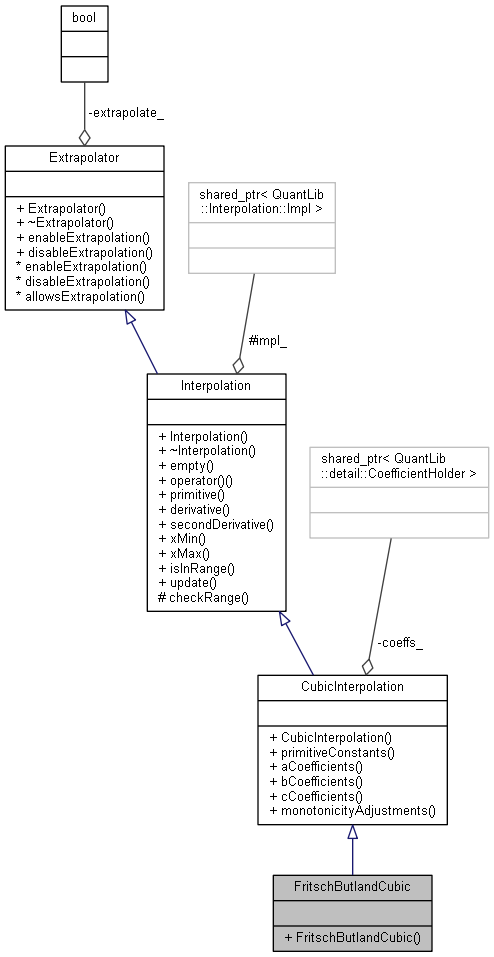 bool
-extrapolate_
Extrapolator
+ Extrapolator()
+ ~Extrapolator()
+ enableExtrapolation()
+ disableExtrapolation()
* enableExtrapolation()
* disableExtrapolation()
* allowsExtrapolation()
shared_ptr< QuantLib
::Interpolation::Impl >
#impl_
Interpolation
+ Interpolation()
+ ~Interpolation()
+ empty()
+ operator()()
+ primitive()
+ derivative()
+ secondDerivative()
+ xMin()
+ xMax()
+ isInRange()
+ update()
# checkRange()
shared_ptr< QuantLib
::detail::CoefficientHolder >
-coeffs_
CubicInterpolation
+ CubicInterpolation()
+ primitiveConstants()
+ aCoefficients()
+ bCoefficients()
+ cCoefficients()
+ monotonicityAdjustments()
FritschButlandCubic
+ FritschButlandCubic()